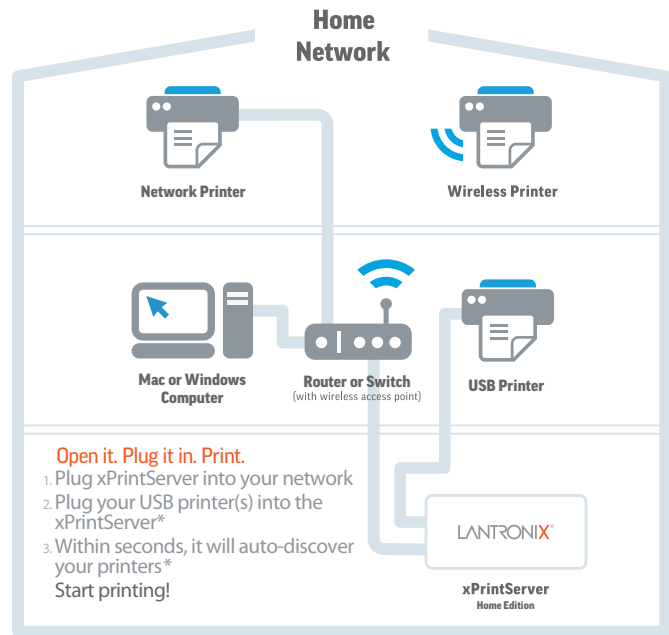 Home
Network
Network Printer
Wireless Printer
Mac or Windows
Computer
Router or Switch
(with wireless access point)
USB Printer
Open it. Plug it in. Print.
1. Plug xPrintServer into your network
2. Plug your USB printer(s) into the
xPrintServer*
3. Within seconds, it will auto-discover
your printers*
Start printing!
LANTRONIX®
xPrintServer
Home Edition